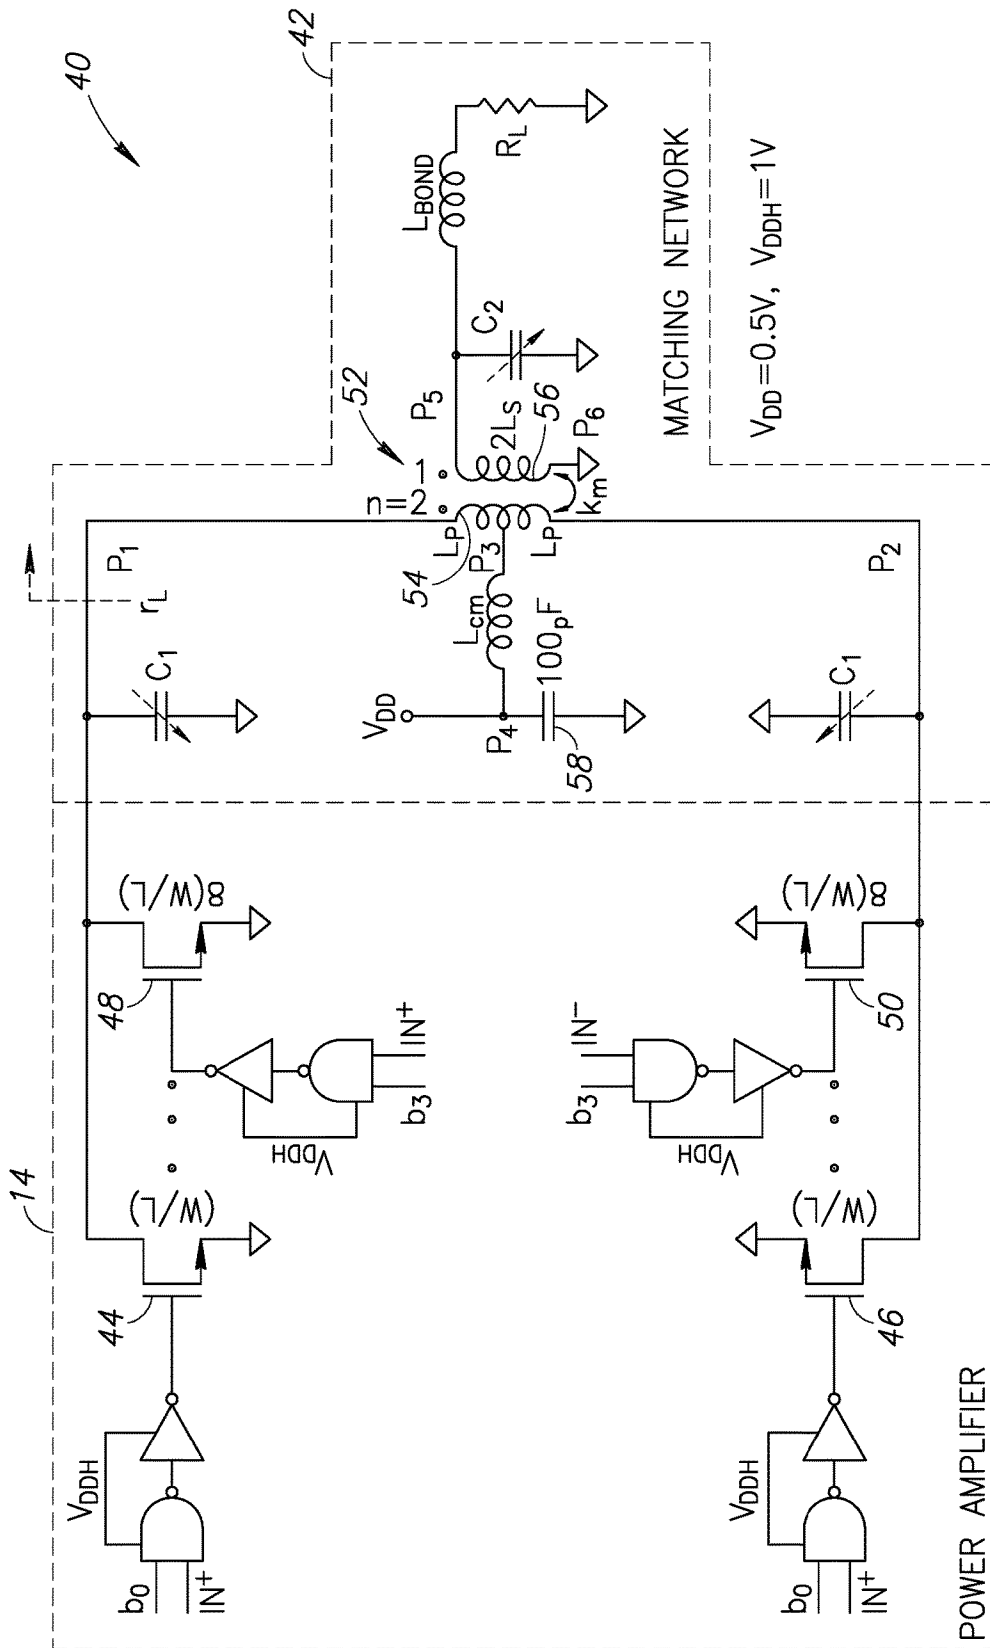 40
14
42
b0
IN+
VDDH
44
(W/L)
VDDH
b3
IN+
48
8(W/L)
C1
rL
P1
VDD
P4
100pF
58
Lcm
P3
LP
LP
54
n=2
1
52
P5
2LS
56
P6
km
C2
LBOND
RL
MATCHING NETWORK
VDD=0.5V, VDDH=1V
b3
IN−
VDDH
50
8(W/L)
C1
P2
b0
IN+
VDDH
46
(W/L)
POWER AMPLIFIER